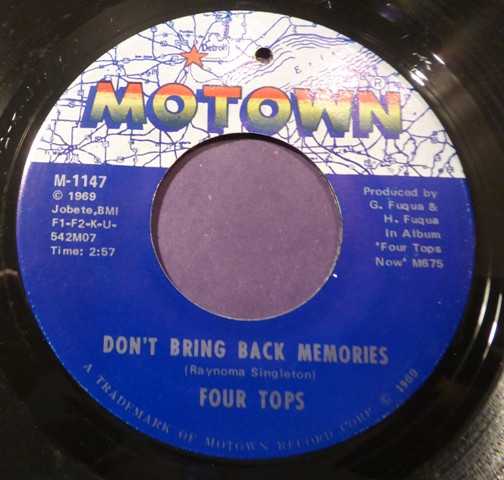 Detroit
MOTOWN®
M-1147
© 1969
Jobete,BMI
F1-F2-K-U-
542M07
Time: 2:57
Produced by
G. Fuqua &
H. Fuqua
In Album
"Four Tops
Now" M675
DON'T BRING BACK MEMORIES
(Raynoma Singleton)
FOUR TOPS
A TRADEMARK OF MOTOWN RECORD CORP. © 1969